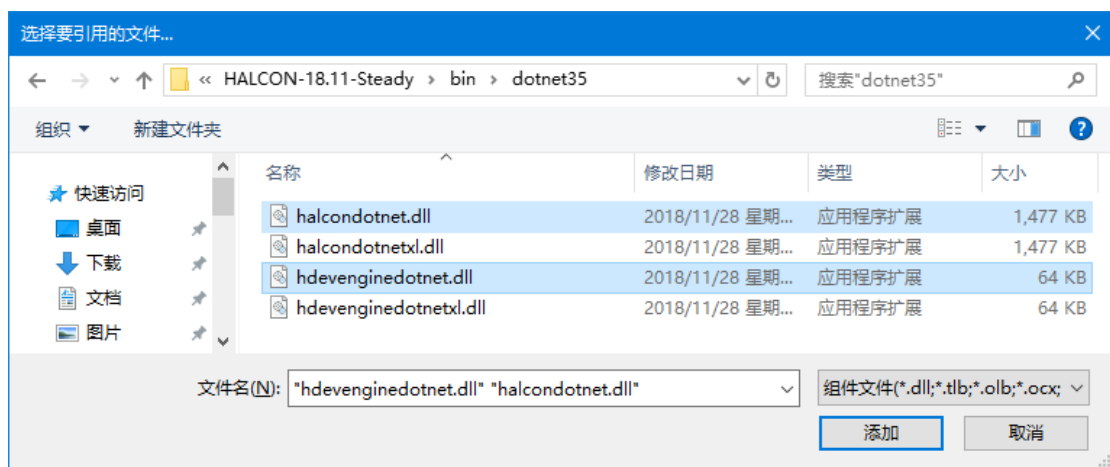 选择要引用的文件...
« HALCON-18.11-Steady › bin › dotnet35
搜索"dotnet35"
组织 新建文件夹
名称 修改日期 类型 大小
快速访问
桌面
下载
文档
图片
halcondotnet.dll 2018/11/28 星期... 应用程序扩展 1,477 KB
halcondotnetxl.dll 2018/11/28 星期... 应用程序扩展 1,477 KB
hdevenginedotnet.dll 2018/11/28 星期... 应用程序扩展 64 KB
hdevenginedotnetxl.dll 2018/11/28 星期... 应用程序扩展 64 KB
文件名(N): "hdevenginedotnet.dll" "halcondotnet.dll" 组件文件(*.dll;*.tlb;*.olb;*.ocx;
添加 取消